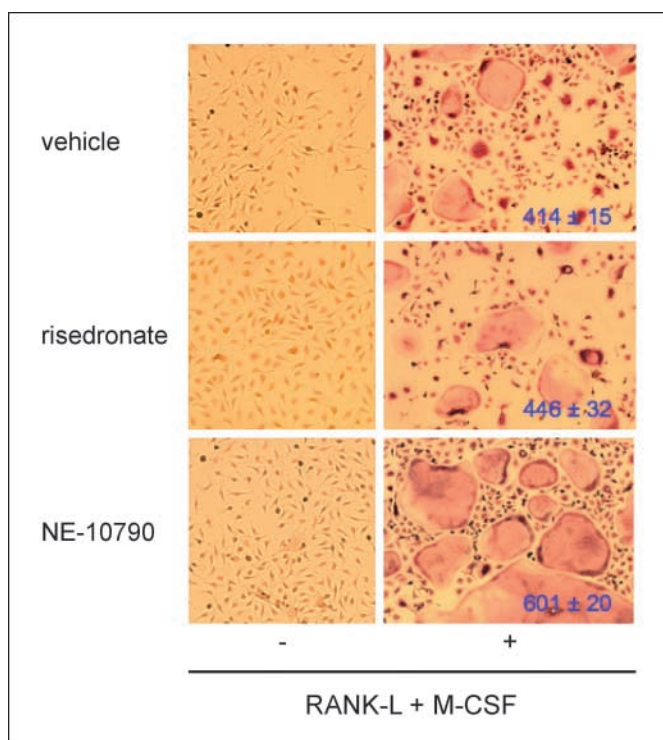 vehicle
414 ± 15
risedronate
446 ± 32
NE-10790
601 ± 20
- +
RANK-L + M-CSF